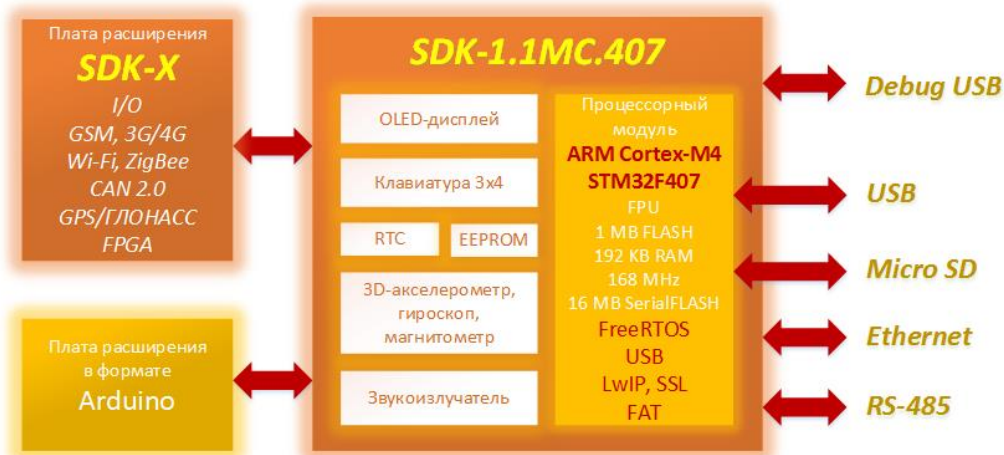 Плата расширения
SDK-X
I/O
GSM, 3G/4G
Wi-Fi, ZigBee
CAN 2.0
GPS/ГЛОНАСС
FPGA
Плата расширения
в формате
Arduino
SDK-1.1MC.407
OLED-дисплей
Клавиатура 3x4
RTC
EEPROM
3D-акселерометр,
гироскоп,
магнитометр
Звукоизлучатель
Процессорный
модуль
ARM Cortex-M4
STM32F407
FPU
1 MB FLASH
192 KB RAM
168 MHz
16 MB SerialFLASH
FreeRTOS
USB
LwIP, SSL
FAT
Debug USB
USB
Micro SD
Ethernet
RS-485